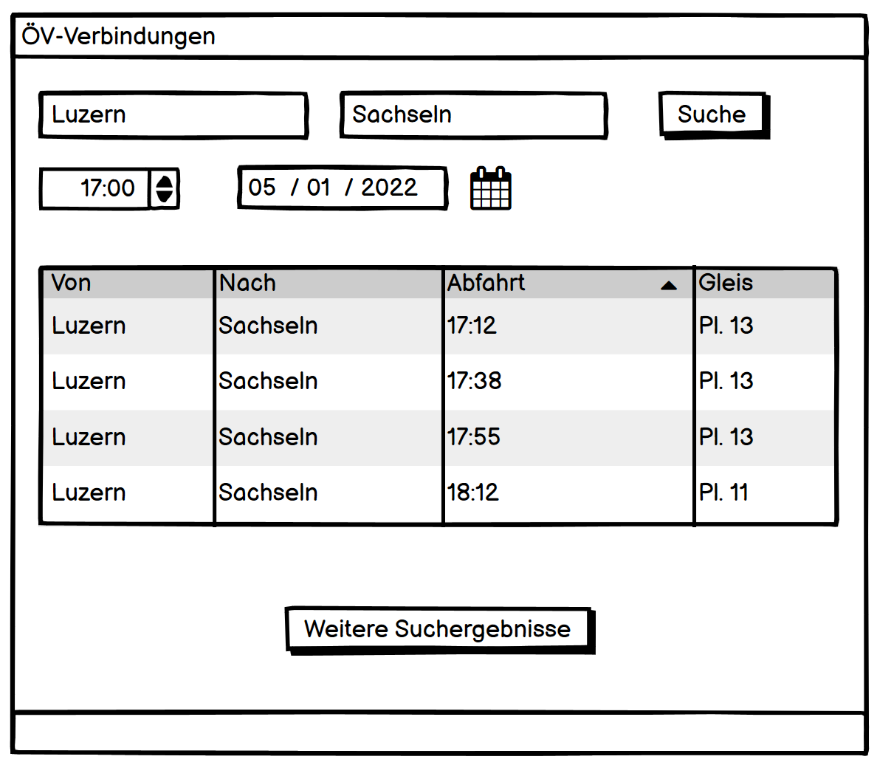 ÖV-Verbindungen
Luzern Sachseln Suche
17:00 05 / 01 / 2022
Von Nach Abfahrt Gleis
Luzern Sachseln 17:12 Pl. 13
Luzern Sachseln 17:38 Pl. 13
Luzern Sachseln 17:55 Pl. 13
Luzern Sachseln 18:12 Pl. 11
Weitere Suchergebnisse